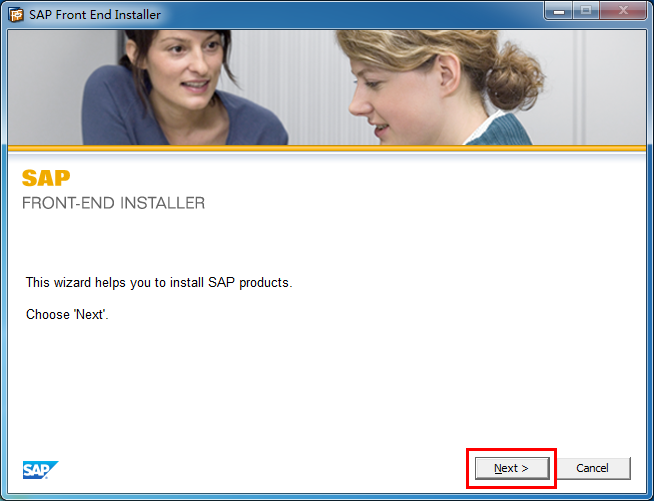 SAP Front End Installer
SAP
FRONT-END INSTALLER
This wizard helps you to install SAP products.
Choose 'Next'.
SAP
Next >
Cancel